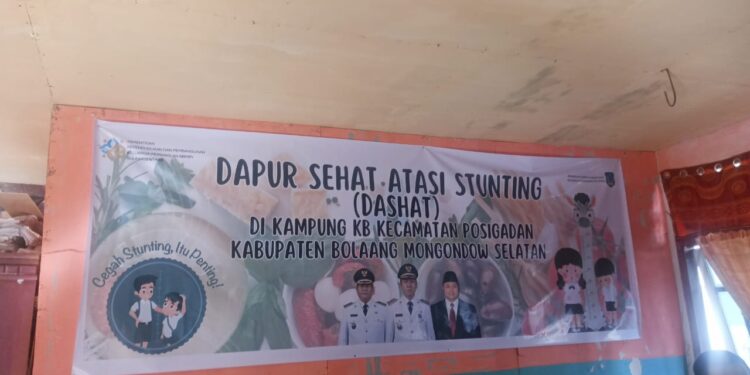 DAPUR SEHAT ATASI STUNTING
(DASHAT)
DI KAMPUNG KB KECAMATAN POSIGADAN
KABUPATEN BOLAANG MONGONDOW SELATAN
Cegah Stunting, Itu Penting!